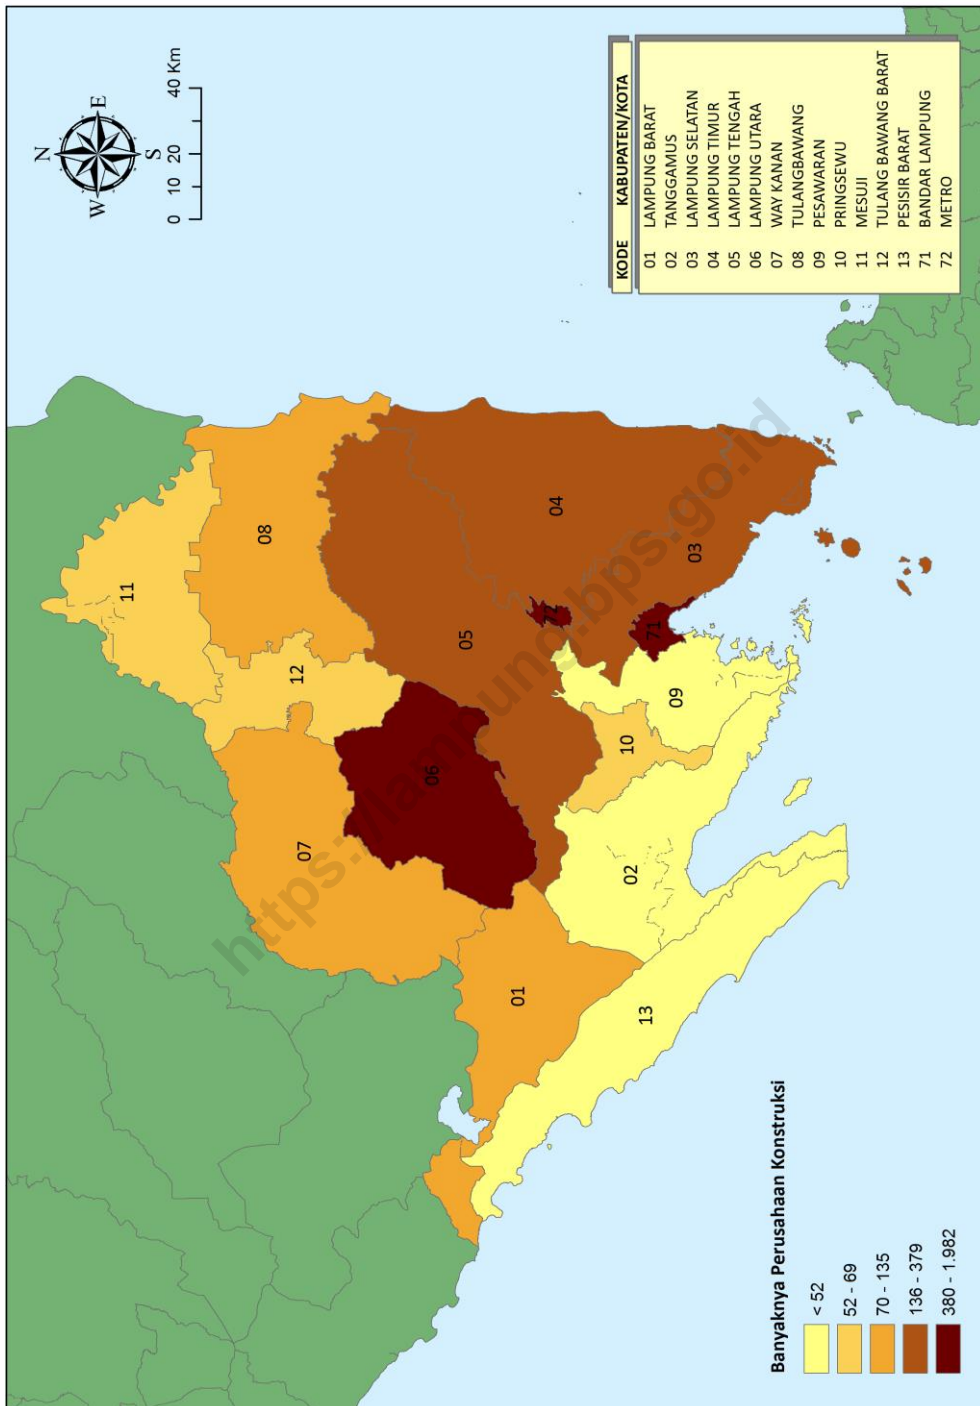 N
W
E
S
0 10 20 40 Km
KODE KABUPATEN/KOTA
01 LAMPUNG BARAT
02 TANGGAMUS
03 LAMPUNG SELATAN
04 LAMPUNG TIMUR
05 LAMPUNG TENGAH
06 LAMPUNG UTARA
07 WAY KANAN
08 TULANGBAWANG
09 PESAWARAN
10 PRINGSEWU
11 MESUJI
12 TULANG BAWANG BARAT
13 PESISIR BARAT
71 BANDAR LAMPUNG
72 METRO
11
08
12
07
06
05
04
03
72
71
09
10
02
01
13
Banyaknya Perusahaan Konstruksi
< 52
52 - 69
70 - 135
136 - 379
380 - 1.982
https://lampung.bps.go.id